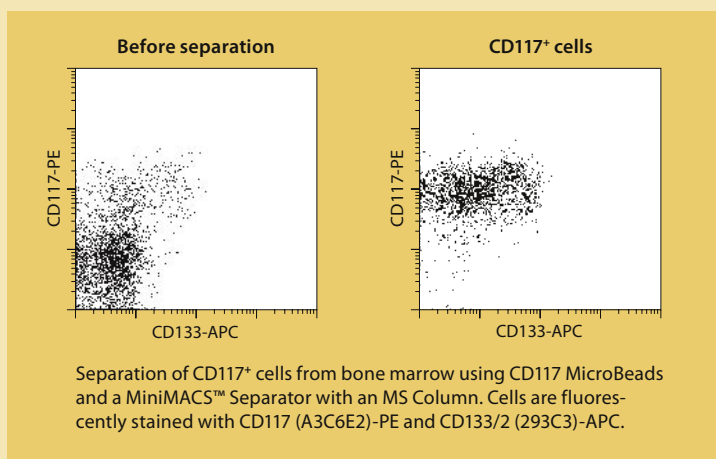 Before separation
CD117⁺ cells
CD117-PE
CD133-APC
CD117-PE
CD133-APC
Separation of CD117⁺ cells from bone marrow using CD117 MicroBeads
and a MiniMACS™ Separator with an MS Column. Cells are fluores-
cently stained with CD117 (A3C6E2)-PE and CD133/2 (293C3)-APC.